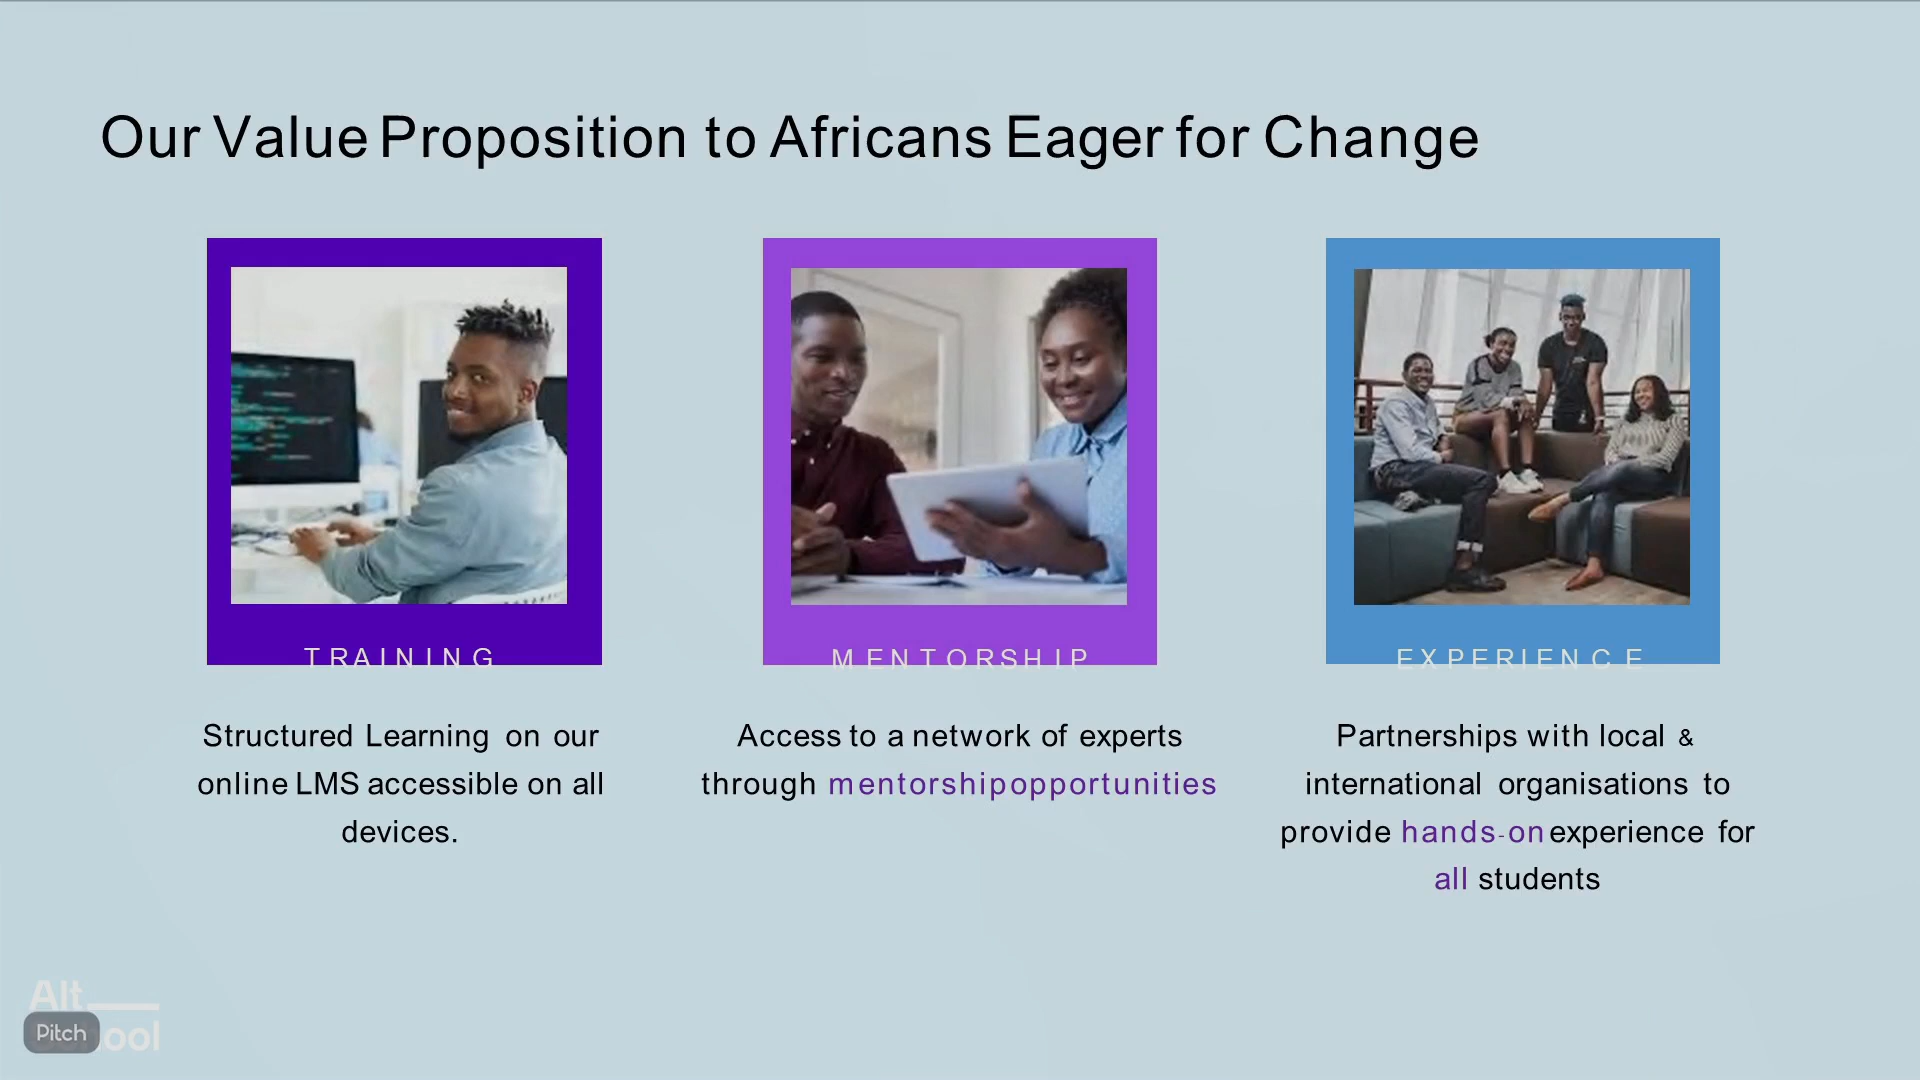 Our Value Proposition to Africans Eager for Change
TRAINING
MENTORSHIP
EXPERIENCE
Structured Learning on our
online LMS accessible on all
devices.
Access to a network of experts
through mentorship opportunities
Partnerships with local &
international organisations to
provide hands-on experience for
all students
Alt
Pitch
ool